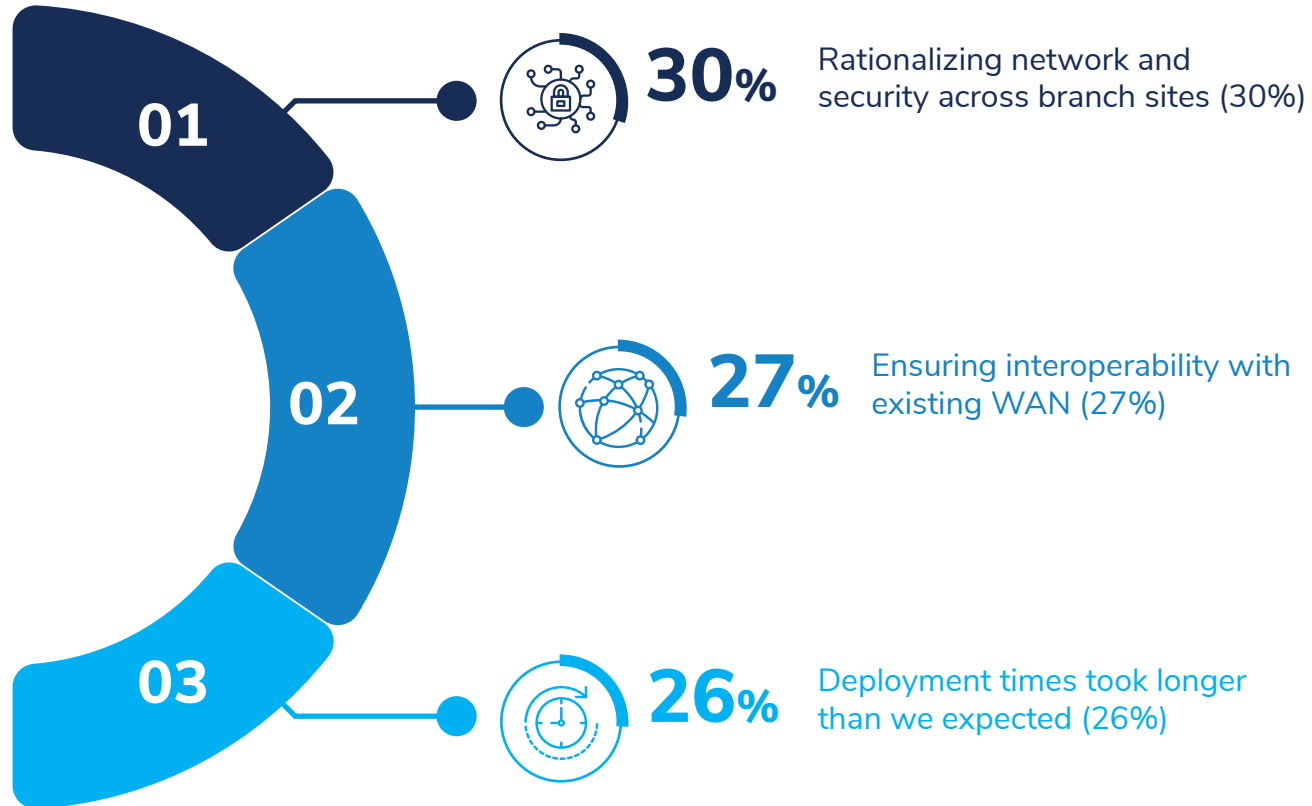 01
30%
Rationalizing network and
security across branch sites (30%)
02
27%
Ensuring interoperability with
existing WAN (27%)
03
26%
Deployment times took longer
than we expected (26%)